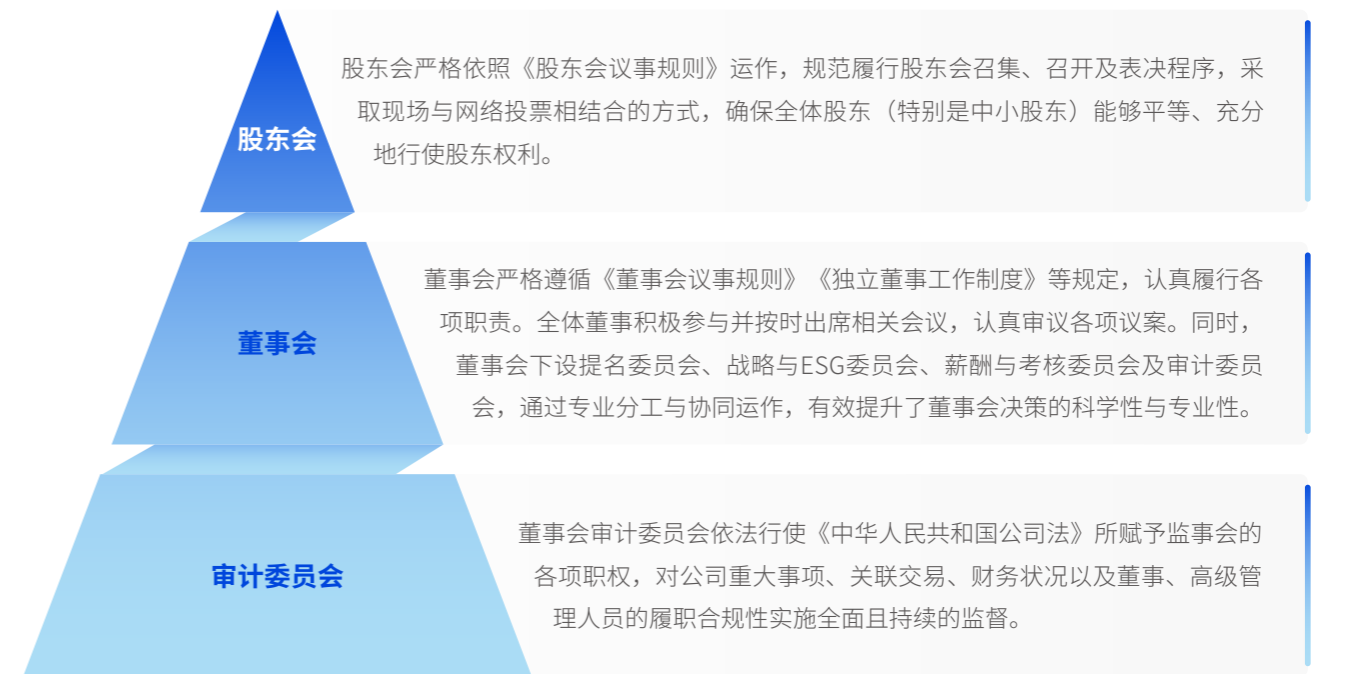 股东会
股东会严格依照《股东会议事规则》运作，规范履行股东会召集、召开及表决程序，采
取现场与网络投票相结合的方式，确保全体股东（特别是中小股东）能够平等、充分
地行使股东权利。
董事会
董事会严格遵循《董事会议事规则》《独立董事工作制度》等规定，认真履行各
项职责。全体董事积极参与并按时出席相关会议，认真审议各项议案。同时，
董事会下设提名委员会、战略与ESG委员会、薪酬与考核委员会及审计委员
会，通过专业分工与协同运作，有效提升了董事会决策的科学性与专业性。
审计委员会
董事会审计委员会依法行使《中华人民共和国公司法》所赋予监事会的
各项职权，对公司重大事项、关联交易、财务状况以及董事、高级管
理人员的履职合规性实施全面且持续的监督。